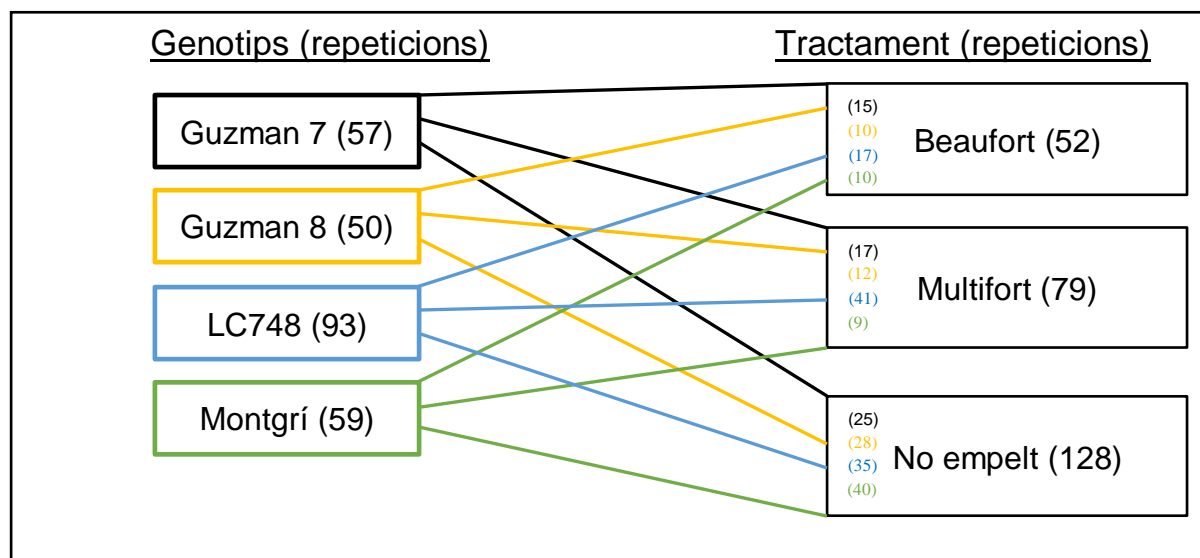 Genotips (repeticions)
Tractament (repeticions)
Guzman 7 (57)
Guzman 8 (50)
LC748 (93)
Montgrí (59)
(15)
(10)
(17)
(10)
Beaufort (52)
(17)
(12)
(41)
(9)
Multifort (79)
(25)
(28)
(35)
(40)
No empelt (128)